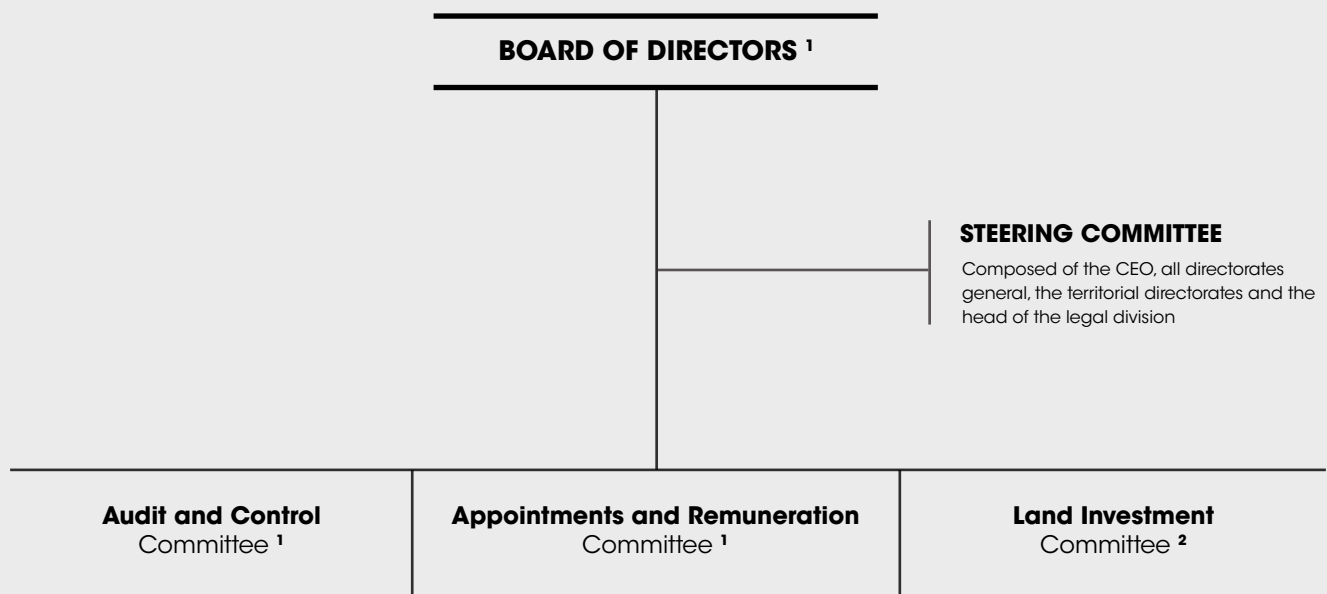 BOARD OF DIRECTORS ¹
STEERING COMMITTEE
Composed of the CEO, all directorates
general, the territorial directorates and the
head of the legal division
Audit and Control
Committee ¹
Appointments and Remuneration
Committee ¹
Land Investment
Committee ²